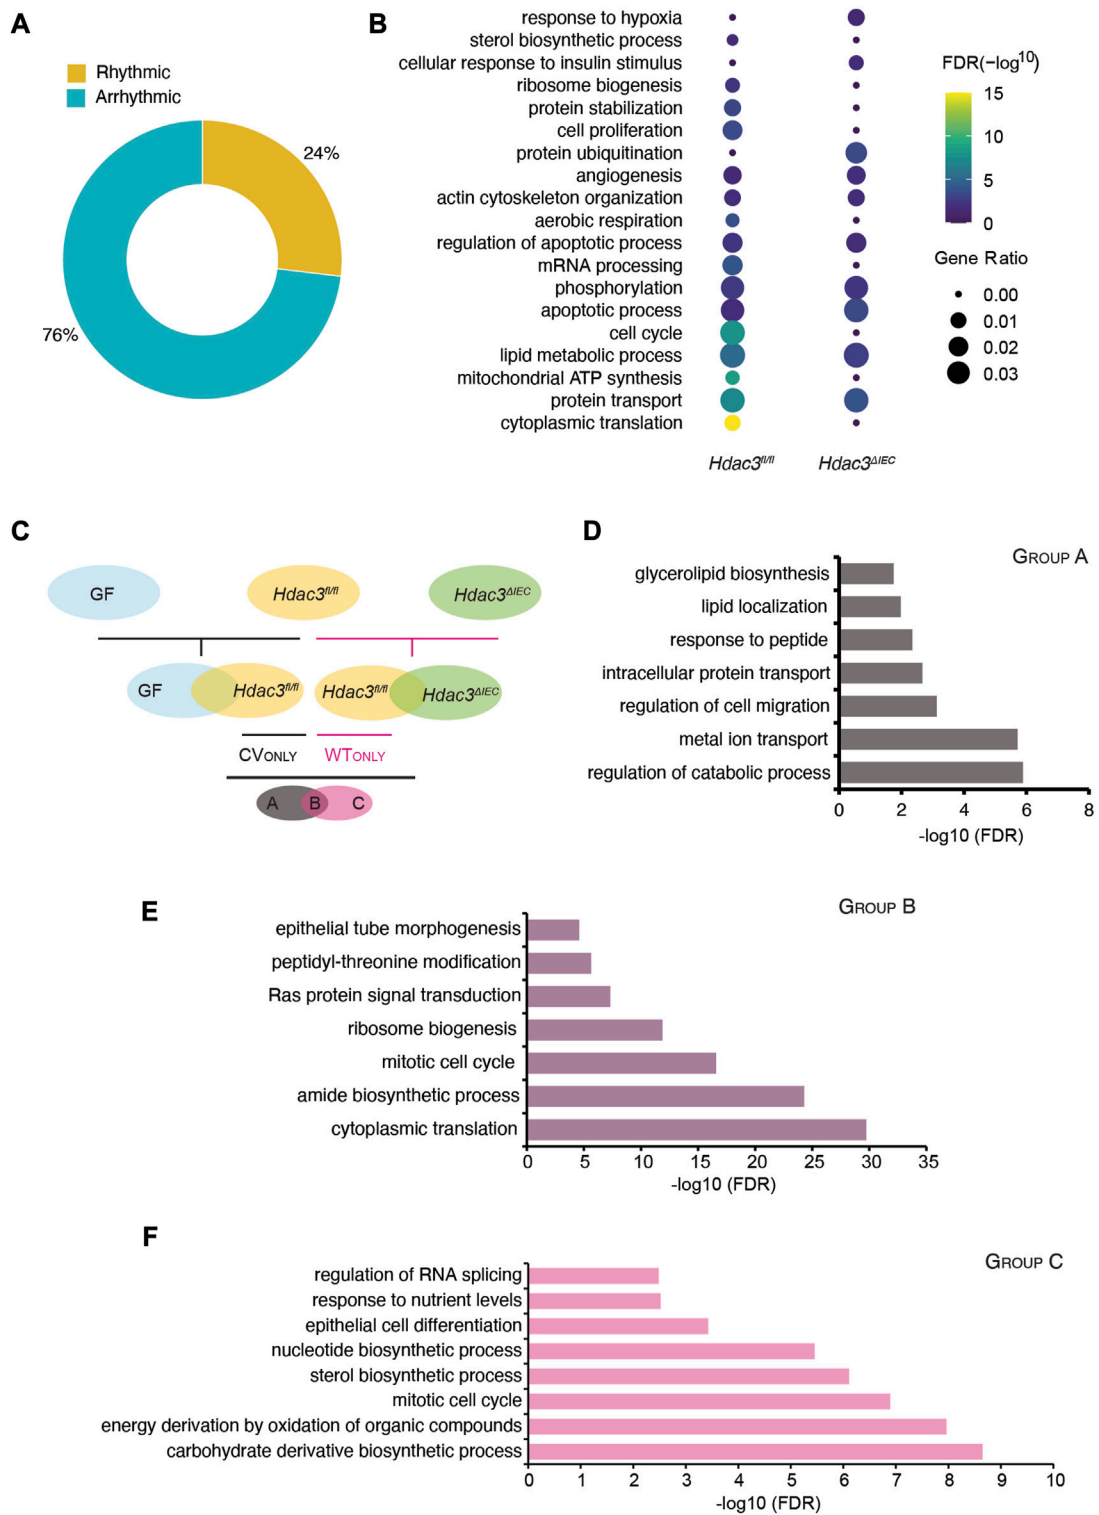 A
Rhythmic
Arrhythmic
24%
76%
B
response to hypoxia
sterol biosynthetic process
cellular response to insulin stimulus
ribosome biogenesis
protein stabilization
cell proliferation
protein ubiquitination
angiogenesis
actin cytoskeleton organization
aerobic respiration
regulation of apoptotic process
mRNA processing
phosphorylation
apoptotic process
cell cycle
lipid metabolic process
mitochondrial ATP synthesis
protein transport
cytoplasmic translation
Hdac3fl/fl
Hdac3ΔIEC
FDR(−log10)
15
10
5
0
Gene Ratio
0.00
0.01
0.02
0.03
C
GF
Hdac3fl/fl
Hdac3ΔIEC
GF
Hdac3fl/fl
Hdac3fl/fl
Hdac3ΔIEC
CVONLY
WTONLY
A
B
C
D
GROUP A
glycerolipid biosynthesis
lipid localization
response to peptide
intracellular protein transport
regulation of cell migration
metal ion transport
regulation of catabolic process
0 2 4 6 8
-log10 (FDR)
E
GROUP B
epithelial tube morphogenesis
peptidyl-threonine modification
Ras protein signal transduction
ribosome biogenesis
mitotic cell cycle
amide biosynthetic process
cytoplasmic translation
0 5 10 15 20 25 30 35
-log10 (FDR)
F
GROUP C
regulation of RNA splicing
response to nutrient levels
epithelial cell differentiation
nucleotide biosynthetic process
sterol biosynthetic process
mitotic cell cycle
energy derivation by oxidation of organic compounds
carbohydrate derivative biosynthetic process
0 1 2 3 4 5 6 7 8 9 10
-log10 (FDR)